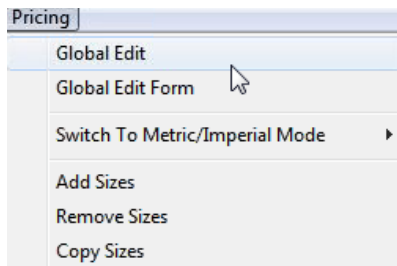 Pricing
Global Edit
Global Edit Form
Switch To Metric/Imperial Mode
Add Sizes
Remove Sizes
Copy Sizes